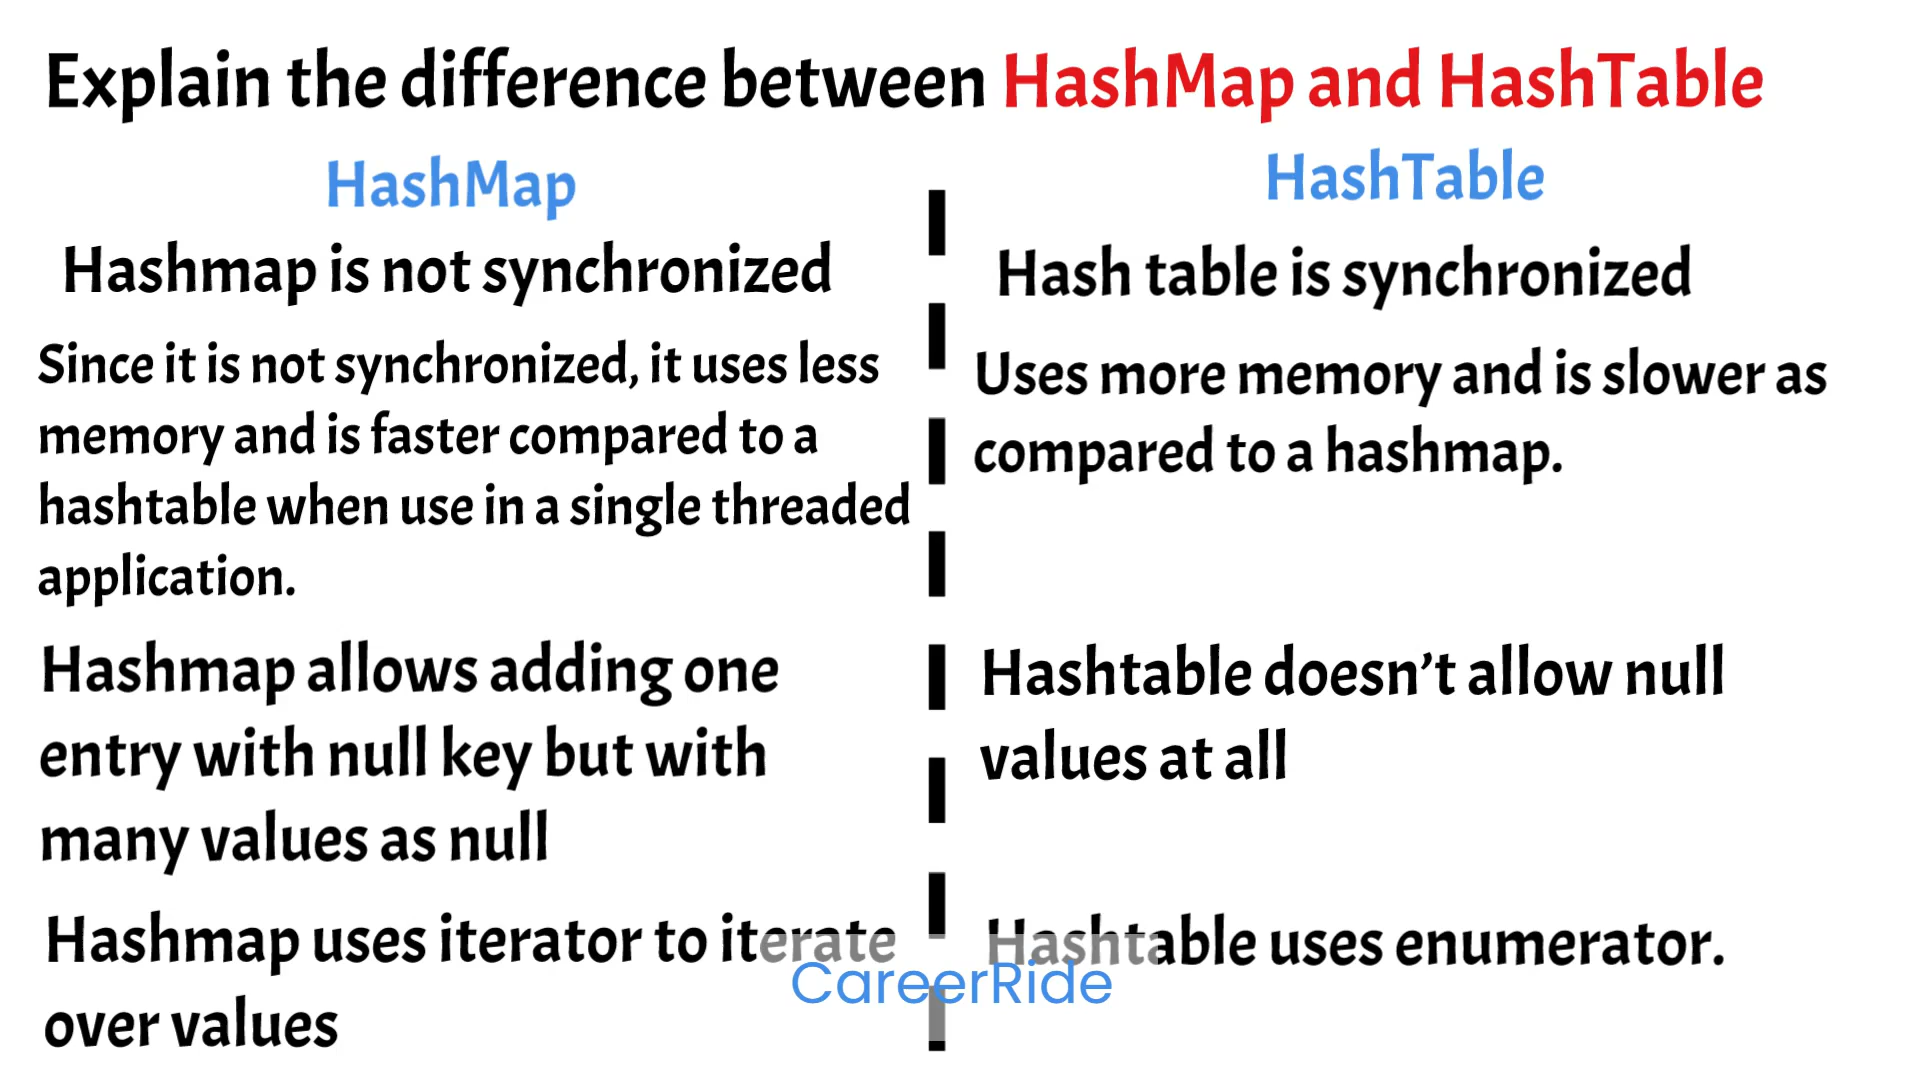 Explain the difference between HashMap and HashTable
HashMap
Hashmap is not synchronized
Since it is not synchronized, it uses less
memory and is faster compared to a
hashtable when use in a single threaded
application.
Hashmap allows adding one
entry with null key but with
many values as null
Hashmap uses iterator to iterate
over values
HashTable
Hash table is synchronized
Uses more memory and is slower as
compared to a hashmap.
Hashtable doesn’t allow null
values at all
Hashtable uses enumerator.
CareerRide